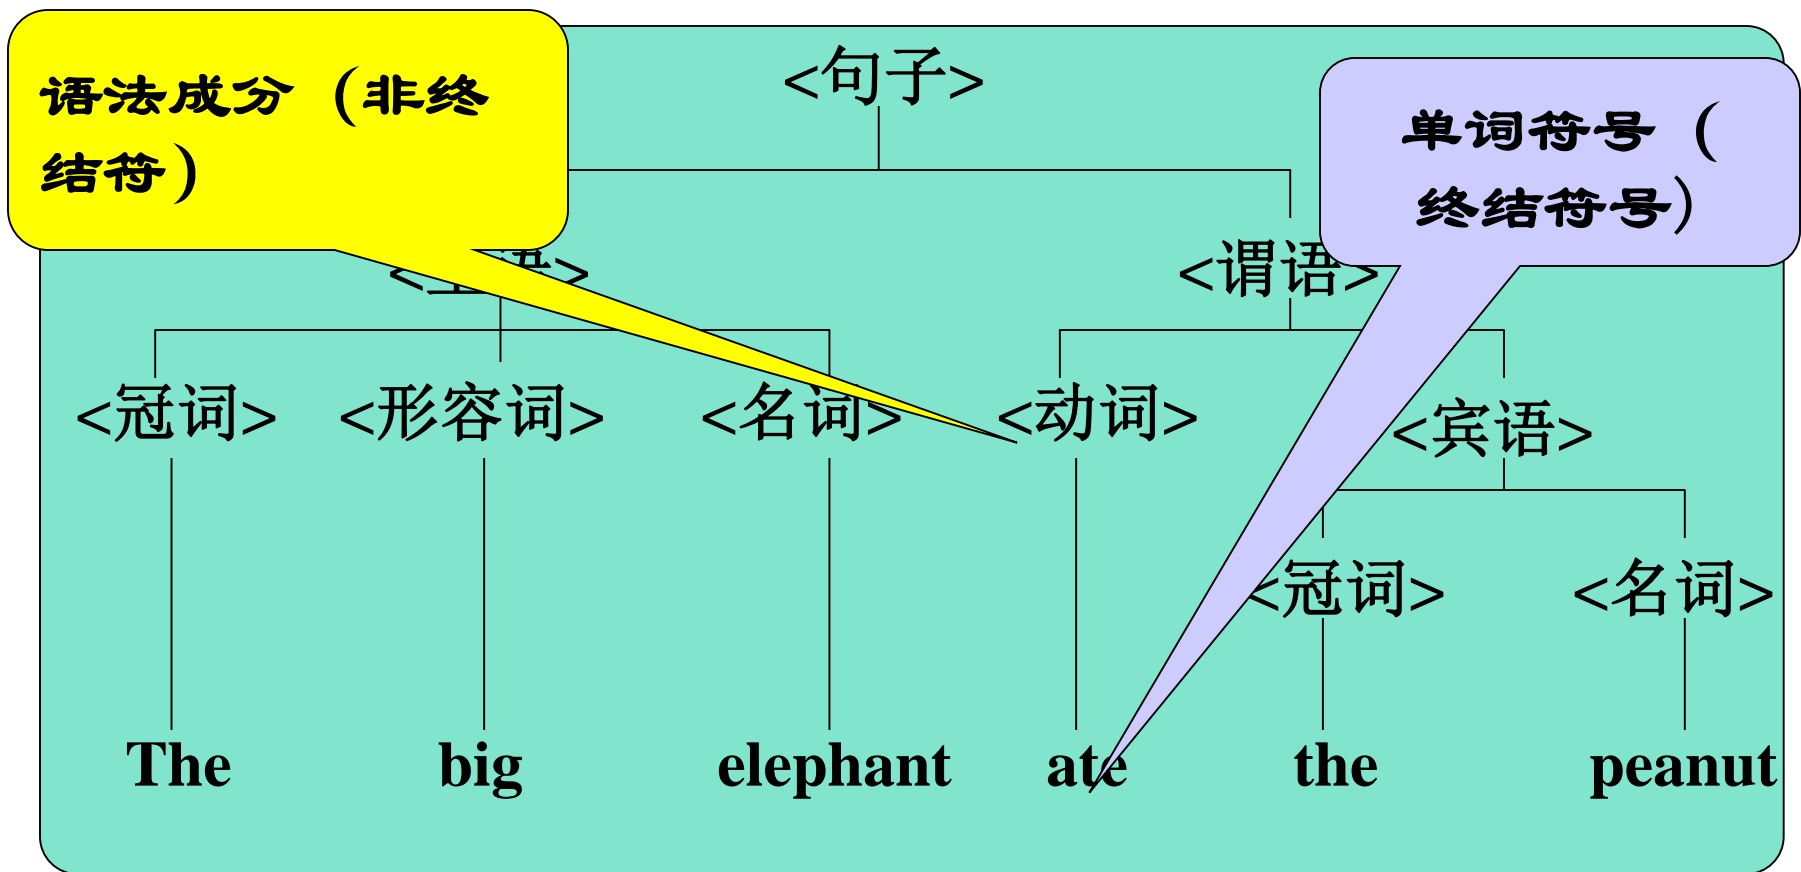 语法成分（非终
结符）
<句子>
单词符号（
终结符号）
语>
<谓语>
<冠词> <形容词> <名词> <动词> <宾语>
<冠词> <名词>
The big elephant ate the peanut